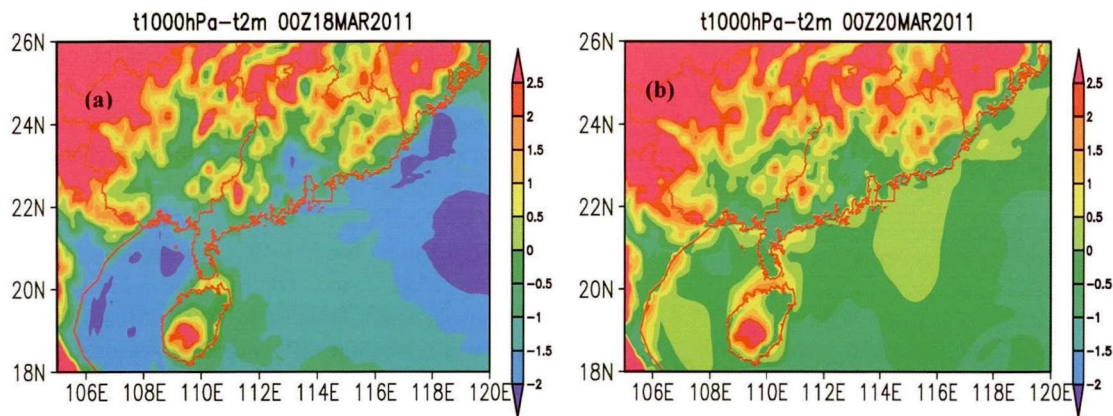 t1000hPa-t2m 00Z18MAR2011
26N
24N
22N
20N
18N
106E 108E 110E 112E 114E 116E 118E 120E
(a)
2.5
2
1.5
1
0.5
0
-0.5
-1
-1.5
-2
t1000hPa-t2m 00Z20MAR2011
26N
24N
22N
20N
18N
106E 108E 110E 112E 114E 116E 118E 120E
(b)
2.5
2
1.5
1
0.5
0
-0.5
-1
-1.5
-2